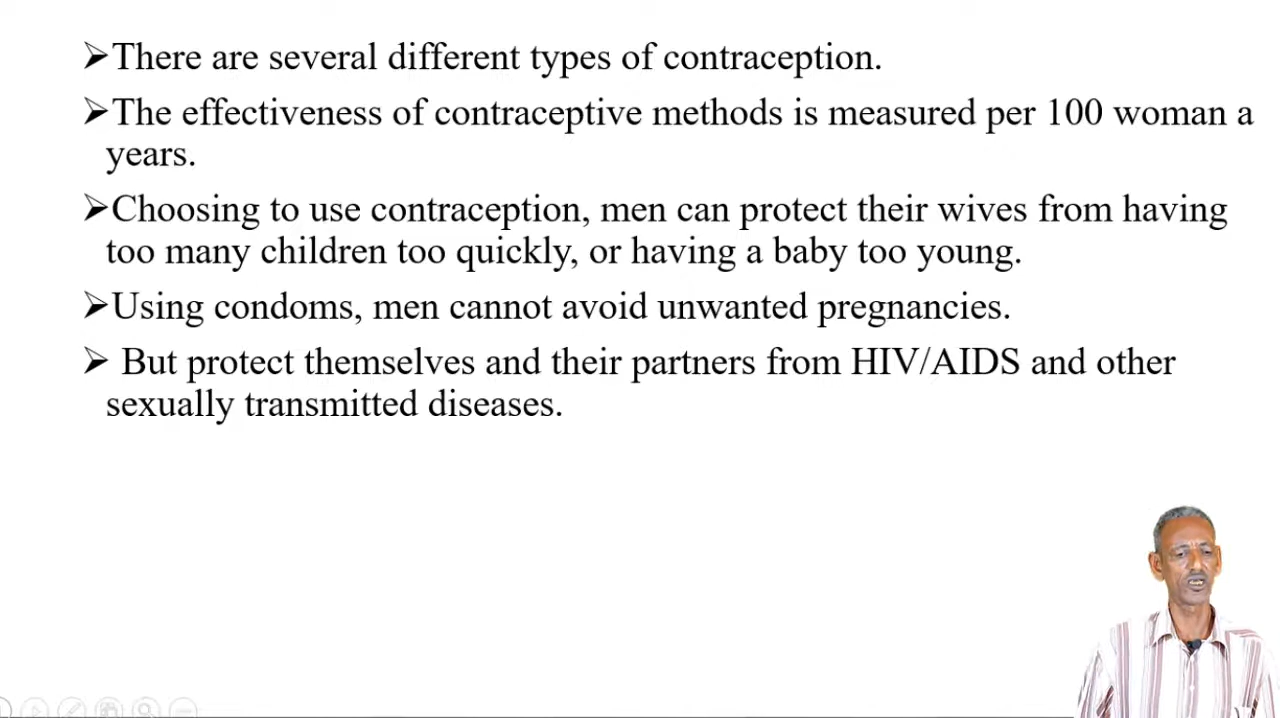 ➢There are several different types of contraception.
➢The effectiveness of contraceptive methods is measured per 100 woman a
years.
➢Choosing to use contraception, men can protect their wives from having
too many children too quickly, or having a baby too young.
➢Using condoms, men cannot avoid unwanted pregnancies.
➢ But protect themselves and their partners from HIV/AIDS and other
sexually transmitted diseases.